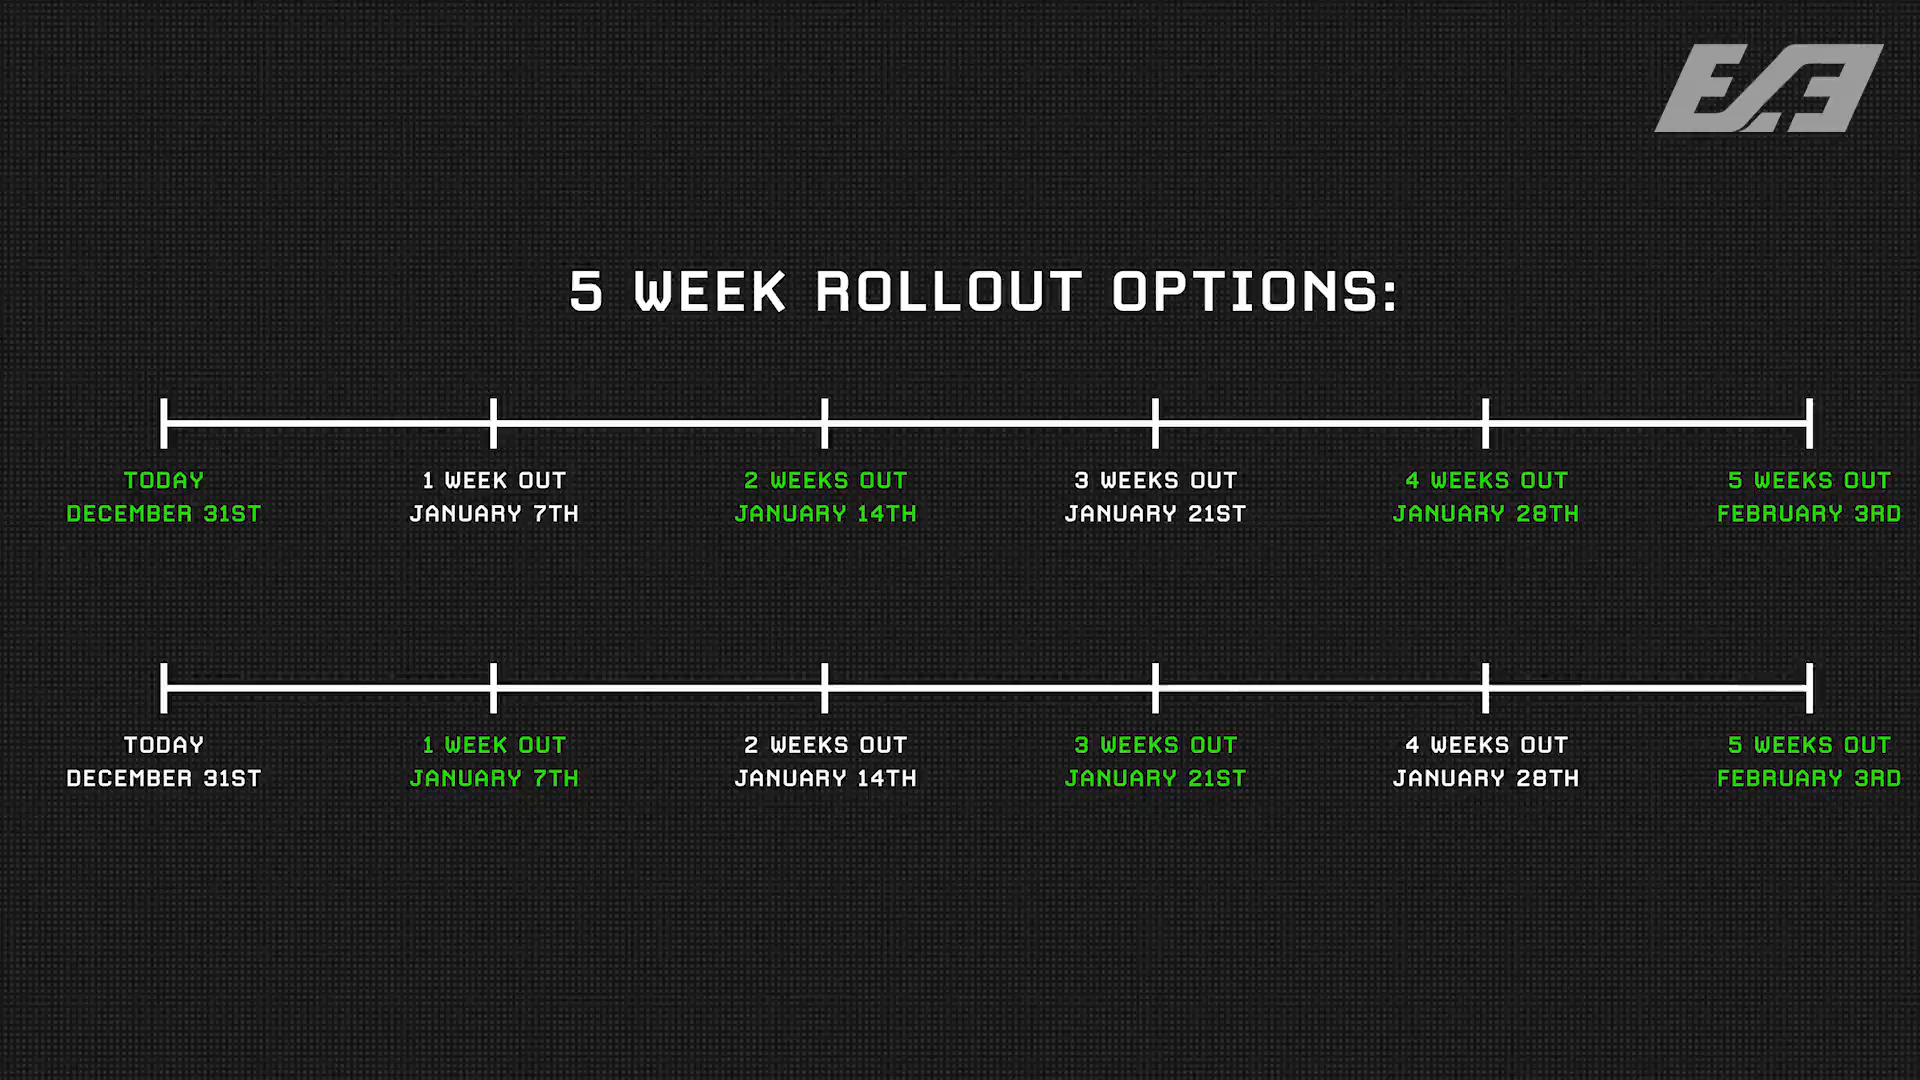 5 WEEK ROLLOUT OPTIONS:
TODAY
DECEMBER 31ST
1 WEEK OUT
JANUARY 7TH
2 WEEKS OUT
JANUARY 14TH
3 WEEKS OUT
JANUARY 21ST
4 WEEKS OUT
JANUARY 28TH
5 WEEKS OUT
FEBRUARY 3RD
TODAY
DECEMBER 31ST
1 WEEK OUT
JANUARY 7TH
2 WEEKS OUT
JANUARY 14TH
3 WEEKS OUT
JANUARY 21ST
4 WEEKS OUT
JANUARY 28TH
5 WEEKS OUT
FEBRUARY 3RD